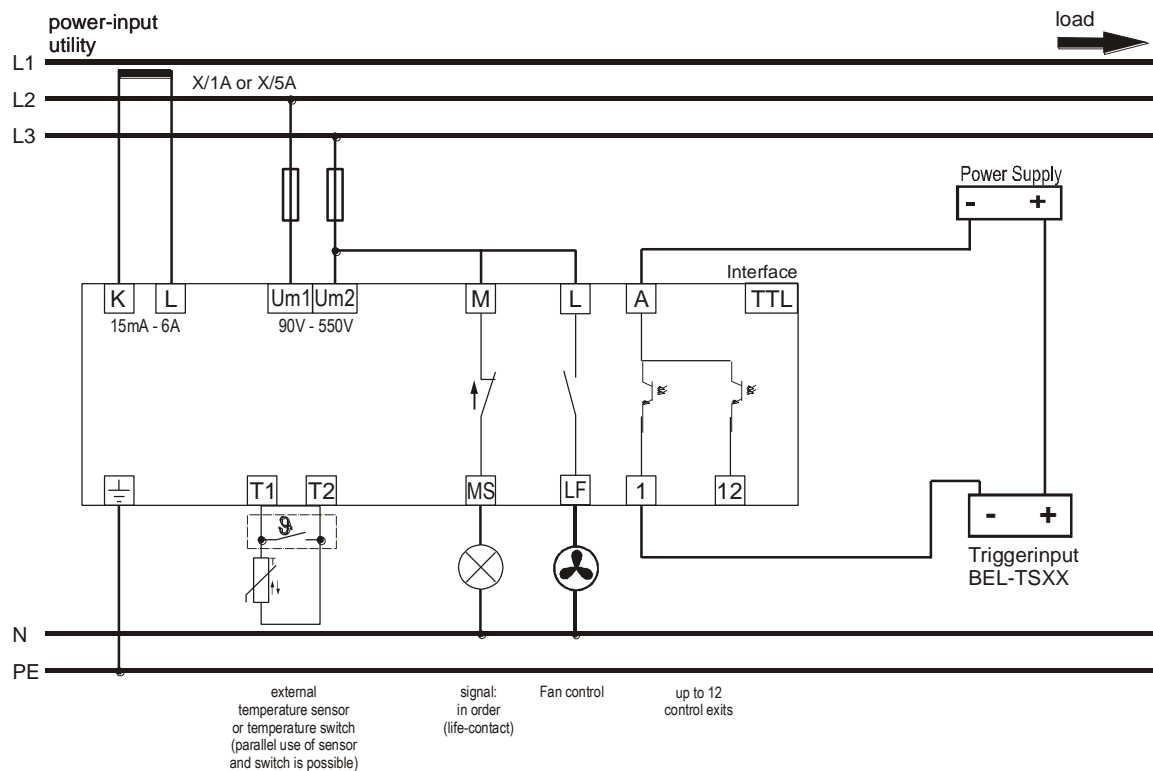 power-input
utility
load
L1
X/1A or X/5A
L2
L3
Power Supply
- +
Interface
K L Um1 Um2 M L A TTL
15mA - 6A 90V - 550V
T1 T2 MS LF 1 12
- +
ϑ
T
Triggerinput
BEL-TSXX
N
PE
external
temperature sensor
or temperature switch
(parallel use of sensor
and switch is possible)
signal:
in order
(life-contact)
Fan control
up to 12
control exits